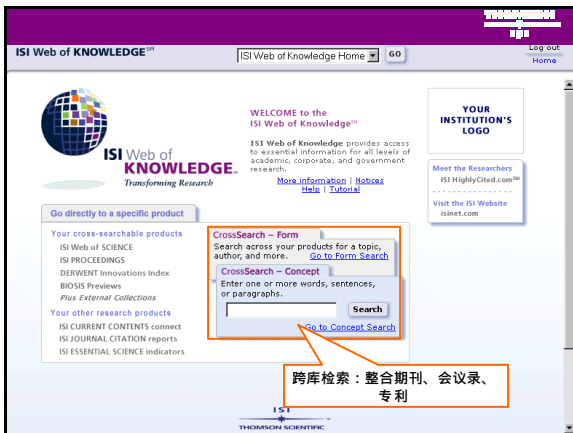 Log out
ISI Web of KNOWLEDGE℠
ISI Web of Knowledge Home
GO
Home
ISI Web of
KNOWLEDGE
Transforming Research
WELCOME to the
ISI Web of Knowledge℠
ISI Web of Knowledge provides access
to essential information for all levels of
academic, corporate, and government
research.
More information | Notices
Help | Tutorial
YOUR
INSTITUTION'S
LOGO
Meet the Researchers
ISI HighlyCited.com℠
Visit the ISI Website
isinet.com
Go directly to a specific product
Your cross-searchable products
ISI Web of SCIENCE
ISI PROCEEDINGS
DERWENT Innovations Index
BIOSIS Previews
Plus External Collections
Your other research products
ISI CURRENT CONTENTS connect
ISI JOURNAL CITATION reports
ISI ESSENTIAL SCIENCE indicators
CrossSearch – Form
Search across your products for a topic,
author, and more. Go to Form Search
CrossSearch – Concept
Enter one or more words, sentences,
or paragraphs.
Search
Go to Concept Search
跨库检索：整合期刊、会议录、
专利
ISI
THOMSON SCIENTIFIC